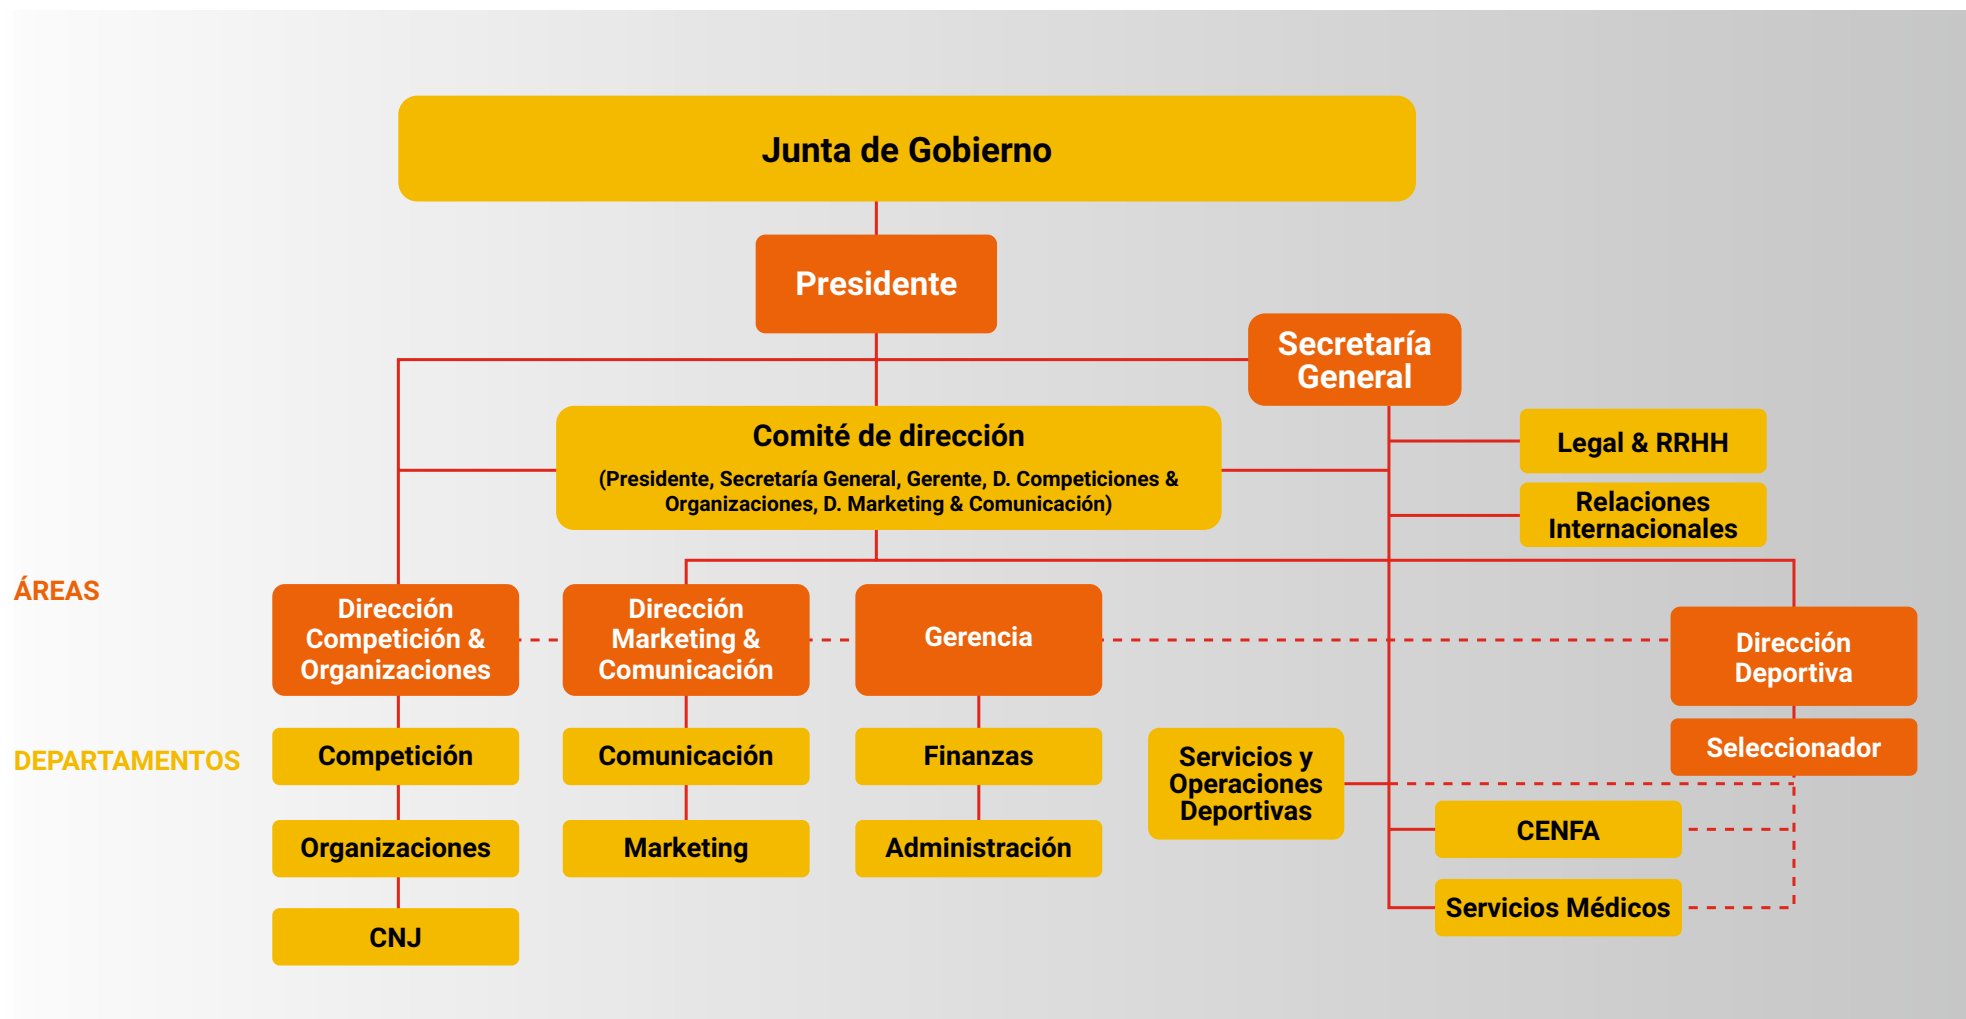 Junta de Gobierno
Presidente
Secretaría
General
Comité de dirección
(Presidente, Secretaría General, Gerente, D. Competiciones &
Organizaciones, D. Marketing & Comunicación)
Legal & RRHH
Relaciones
Internacionales
ÁREAS
Dirección
Competición &
Organizaciones
Dirección
Marketing &
Comunicación
Gerencia
Dirección
Deportiva
Seleccionador
DEPARTAMENTOS
Competición
Comunicación
Finanzas
Servicios y
Operaciones
Deportivas
Organizaciones
Marketing
Administración
CENFA
CNJ
Servicios Médicos